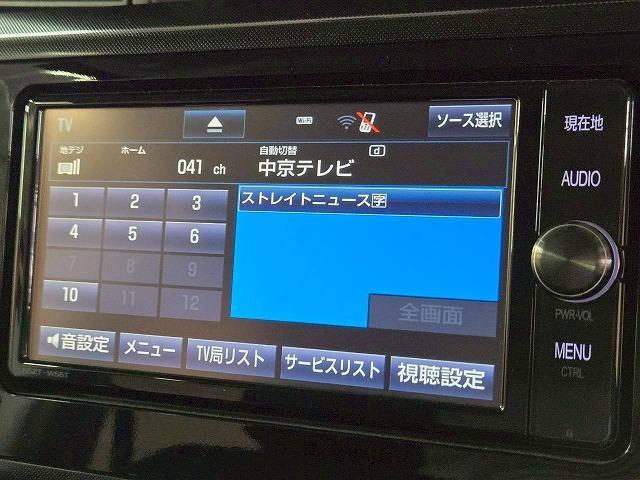 TV
Wi-Fi
ソース選択
地デジ
ホーム
041 ch
自動切替
d
中京テレビ
ストレイトニュース字
1 2 3
4 5 6
7 8 9
10 11 12
全画面
音設定
メニュー
TV局リスト
サービスリスト
視聴設定
現在地
AUDIO
PWR·VOL
MENU
CTRL